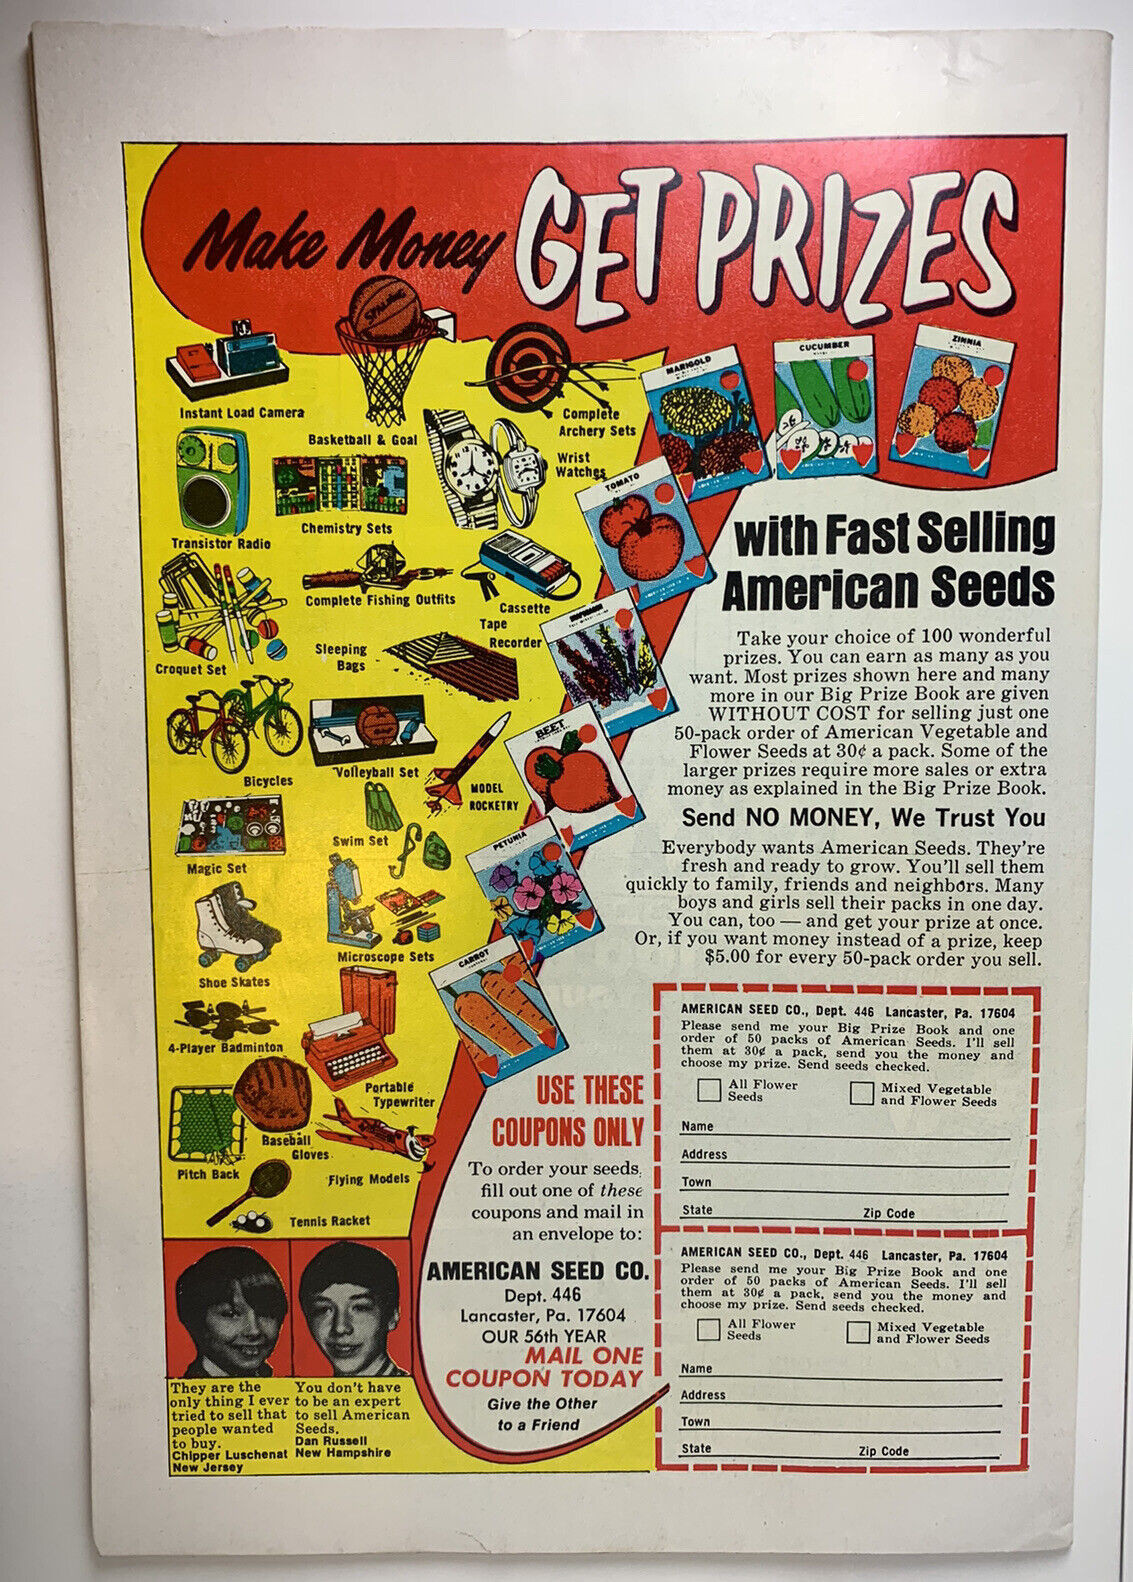 Make Money GET PRIZES
Instant Load Camera
Basketball & Goal
Complete
Archery Sets
Wrist
Watches
Transistor Radio
Chemistry Sets
Complete Fishing Outfits
Cassette
Tape
Recorder
Croquet Set
Sleeping
Bags
Bicycles
Volleyball Set
MODEL
ROCKETRY
Magic Set
Swim Set
Shoe Skates
Microscope Sets
4-Player Badminton
Portable
Typewriter
Pitch Back
Baseball
Gloves
Flying Models
Tennis Racket
MARIGOLD
CUCUMBER
ZINNIA
TOMATO
BEET
PETUNIA
CARROT
with Fast Selling
American Seeds
Take your choice of 100 wonderful
prizes. You can earn as many as you
want. Most prizes shown here and many
more in our Big Prize Book are given
WITHOUT COST for selling just one
50-pack order of American Vegetable and
Flower Seeds at 30¢ a pack. Some of the
larger prizes require more sales or extra
money as explained in the Big Prize Book.
Send NO MONEY, We Trust You
Everybody wants American Seeds. They're
fresh and ready to grow. You'll sell them
quickly to family, friends and neighbors. Many
boys and girls sell their packs in one day.
You can, too — and get your prize at once.
Or, if you want money instead of a prize, keep
$5.00 for every 50-pack order you sell.
USE THESE
COUPONS ONLY
To order your seeds,
fill out one of these
coupons and mail in
an envelope to:
AMERICAN SEED CO.
Dept. 446
Lancaster, Pa. 17604
OUR 56th YEAR
MAIL ONE
COUPON TODAY
Give the Other
to a Friend
AMERICAN SEED CO., Dept. 446 Lancaster, Pa. 17604
Please send me your Big Prize Book and one
order of 50 packs of American Seeds. I'll sell
them at 30¢ a pack, send you the money and
choose my prize. Send seeds checked.
All Flower
Seeds
Mixed Vegetable
and Flower Seeds
Name
Address
Town
State Zip Code
AMERICAN SEED CO., Dept. 446 Lancaster, Pa. 17604
Please send me your Big Prize Book and one
order of 50 packs of American Seeds. I'll sell
them at 30¢ a pack, send you the money and
choose my prize. Send seeds checked.
All Flower
Seeds
Mixed Vegetable
and Flower Seeds
Name
Address
Town
State Zip Code
They are the
only thing I ever
tried to sell that
people wanted
to buy.
Chipper Luschenat
New Jersey
You don't have
to be an expert
to sell American
Seeds.
Dan Russell
New Hampshire